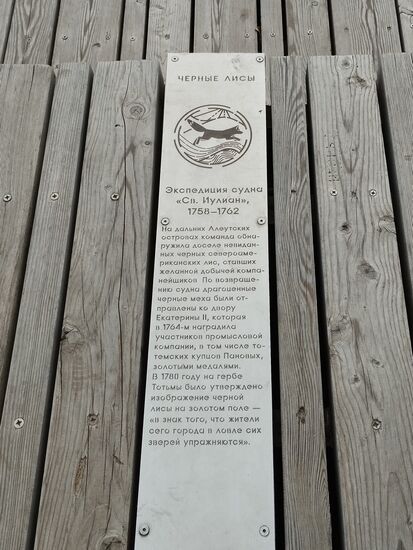 ЧЕРНЫЕ ЛИСЫ
Экспедиция судна
«Св. Иулиан»,
1758–1762
На дальних Алеутских
островах команда обна-
ружила доселе невидан-
ных черных североаме-
риканских лис, ставших
желанной добычей компа-
нейщиков. По возвраще-
нию судна драгоценные
черные меха были от-
правлены ко двору
Екатерины II, которая
в 1764-м наградила
участников промысловой
компании, в том числе то-
темских купцов Пановых,
золотыми медалями.
В 1780 году на гербе
Тотьмы было утверждено
изображение черной
лисы на золотом поле —
«в знак того, что жители
сего города в ловле сих
зверей упражняются».